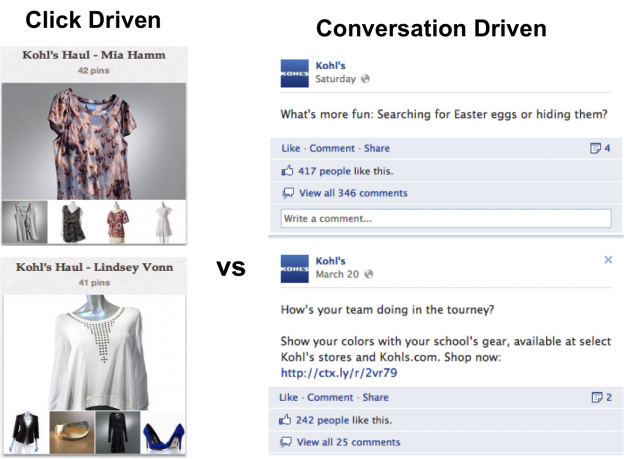 Click Driven
Conversation Driven
Kohl's Haul - Mia Hamm
42 pins
Kohl's Haul - Lindsey Vonn
41 pins
vs
KOHL'S
Kohl's
Saturday
What's more fun: Searching for Easter eggs or hiding them?
Like · Comment · Share 4
417 people like this.
View all 346 comments
Write a comment...
KOHL'S
Kohl's
March 20
How's your team doing in the tourney?
Show your colors with your school's gear, available at select
Kohl's stores and Kohls.com. Shop now:
http://ctx.ly/r/2vr79
Like · Comment · Share 2
242 people like this.
View all 25 comments